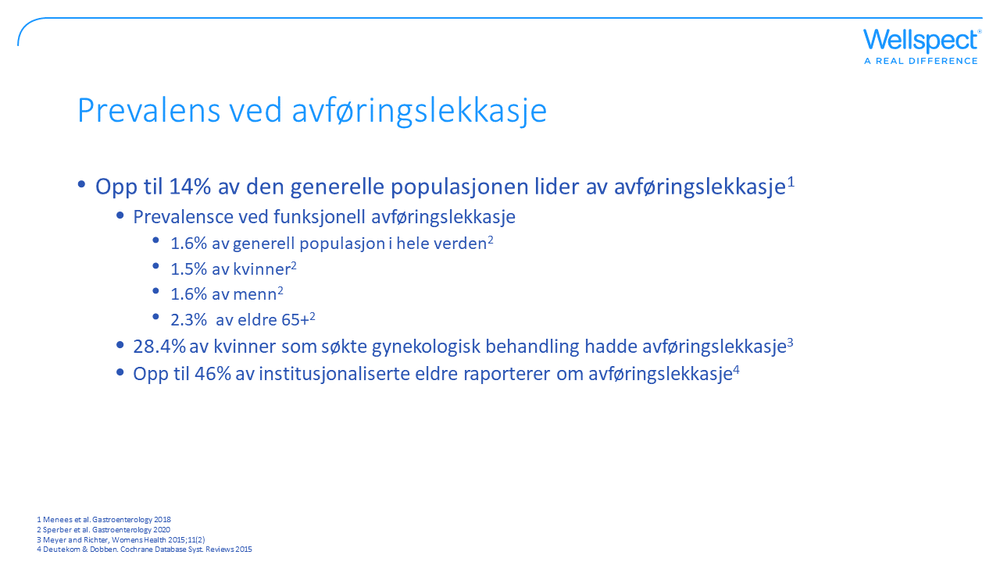 Wellspect®
A REAL DIFFERENCE
Prevalens ved avføringslekkasje
• Opp til 14% av den generelle populasjonen lider av avføringslekkasje¹
• Prevalensce ved funksjonell avføringslekkasje
• 1.6% av generell populasjon i hele verden²
• 1.5% av kvinner²
• 1.6% av menn²
• 2.3% av eldre 65+²
• 28.4% av kvinner som søkte gynekologisk behandling hadde avføringslekkasje³
• Opp til 46% av institusjonaliserte eldre raporterer om avføringslekkasje⁴
1 Menees et al. Gastroenterology 2018
2 Sperber et al. Gastroenterology 2020
3 Meyer and Richter, Womens Health 2015;11(2)
4 Deutekom & Dobben. Cochrane Database Syst. Reviews 2015